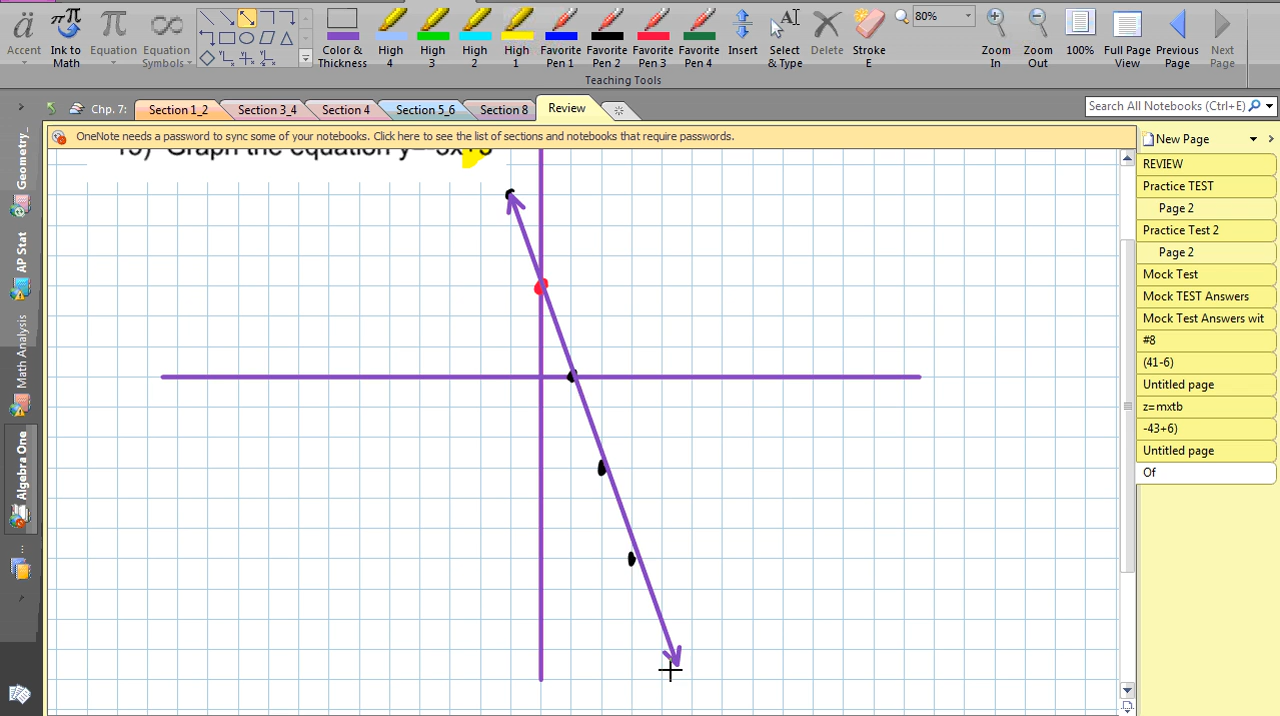 ä π π Π ∞ A
Accent Ink to Math Equation Equation Symbols Color & Thickness High 4 High 3 High 2 High 1 Favorite Pen 1 Favorite Pen 2 Favorite Pen 3 Favorite Pen 4 Insert Select & Type Delete Stroke E 80% Zoom In Zoom Out 100% Full Page View Previous Page Next Page
Teaching Tools
Chp. 7: Section 1_2 Section 3_4 Section 4 Section 5_6 Section 8 Review Search All Notebooks (Ctrl+E)
OneNote needs a password to sync some of your notebooks. Click here to see the list of sections and notebooks that require passwords.
Graph the equation
Geometry...
AP Stat
Math Analysis
Algebra One
New Page
REVIEW
Practice TEST
Page 2
Practice Test 2
Page 2
Mock Test
Mock TEST Answers
Mock Test Answers wit
#8
(41-6)
Untitled page
z=mxtb
-43+6)
Untitled page
Of